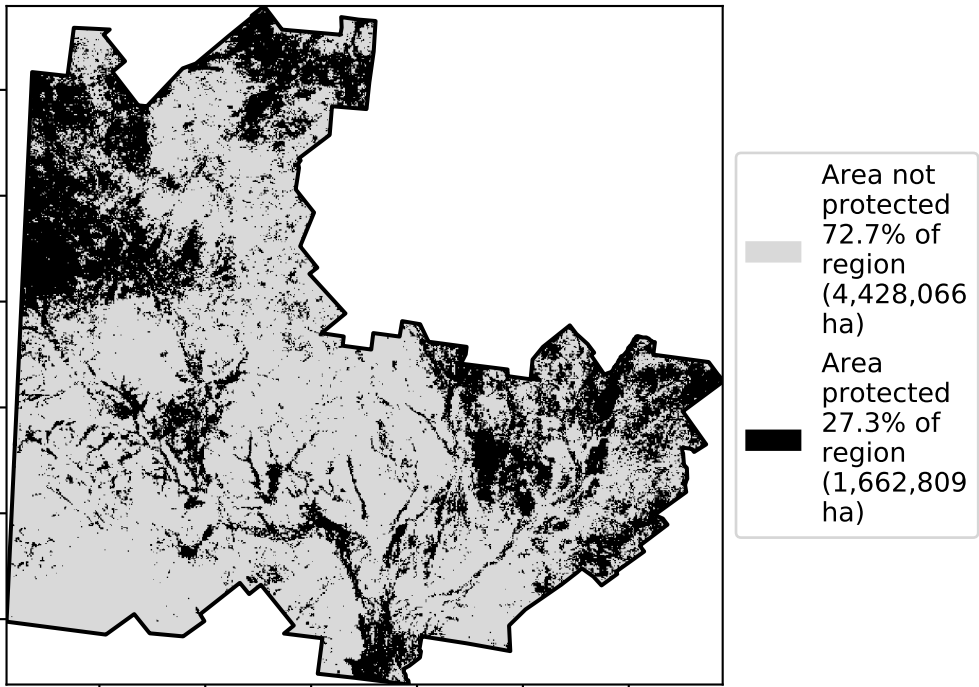 Area not
protected
72.7% of
region
(4,428,066
ha)
Area
protected
27.3% of
region
(1,662,809
ha)